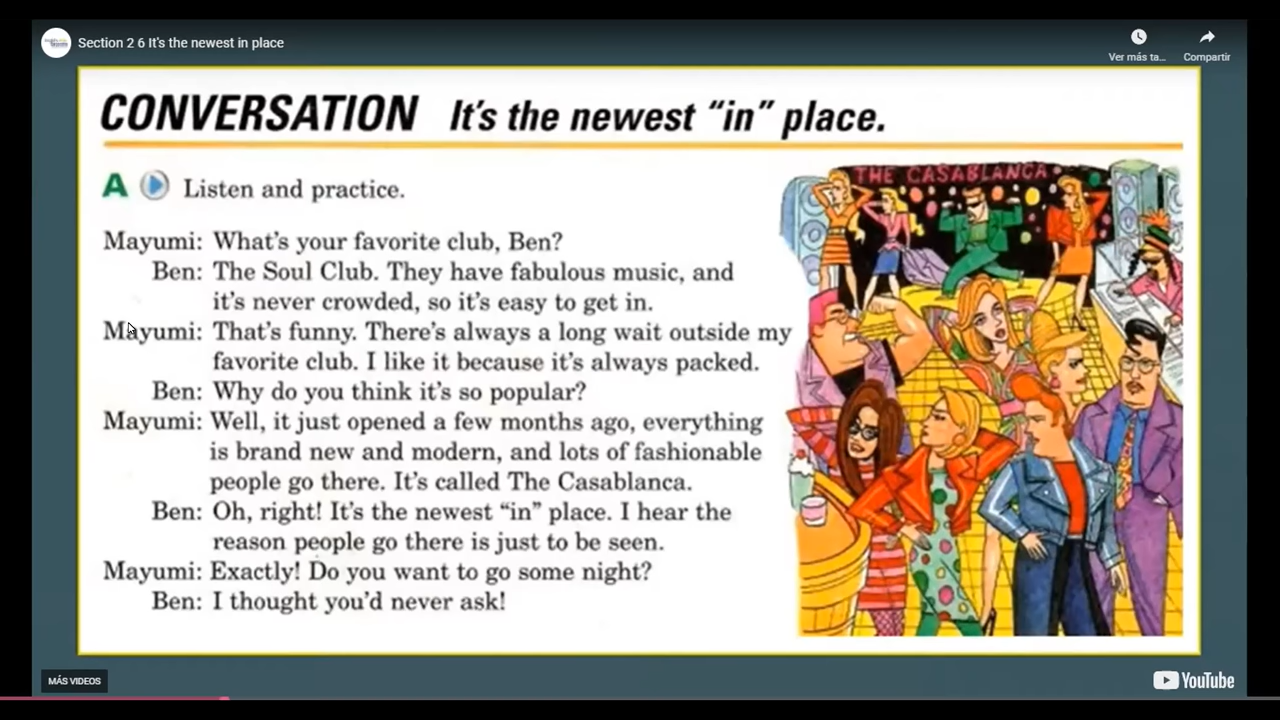 Section 2 6 It's the newest in place
Ver más ta...
Compartir
CONVERSATION It's the newest "in" place.
A Listen and practice.
THE CASABLANCA
Mayumi: What's your favorite club, Ben?
Ben: The Soul Club. They have fabulous music, and
it's never crowded, so it's easy to get in.
Mayumi: That's funny. There's always a long wait outside my
favorite club. I like it because it's always packed.
Ben: Why do you think it's so popular?
Mayumi: Well, it just opened a few months ago, everything
is brand new and modern, and lots of fashionable
people go there. It's called The Casablanca.
Ben: Oh, right! It's the newest "in" place. I hear the
reason people go there is just to be seen.
Mayumi: Exactly! Do you want to go some night?
Ben: I thought you'd never ask!
MÁS VIDEOS
YouTube